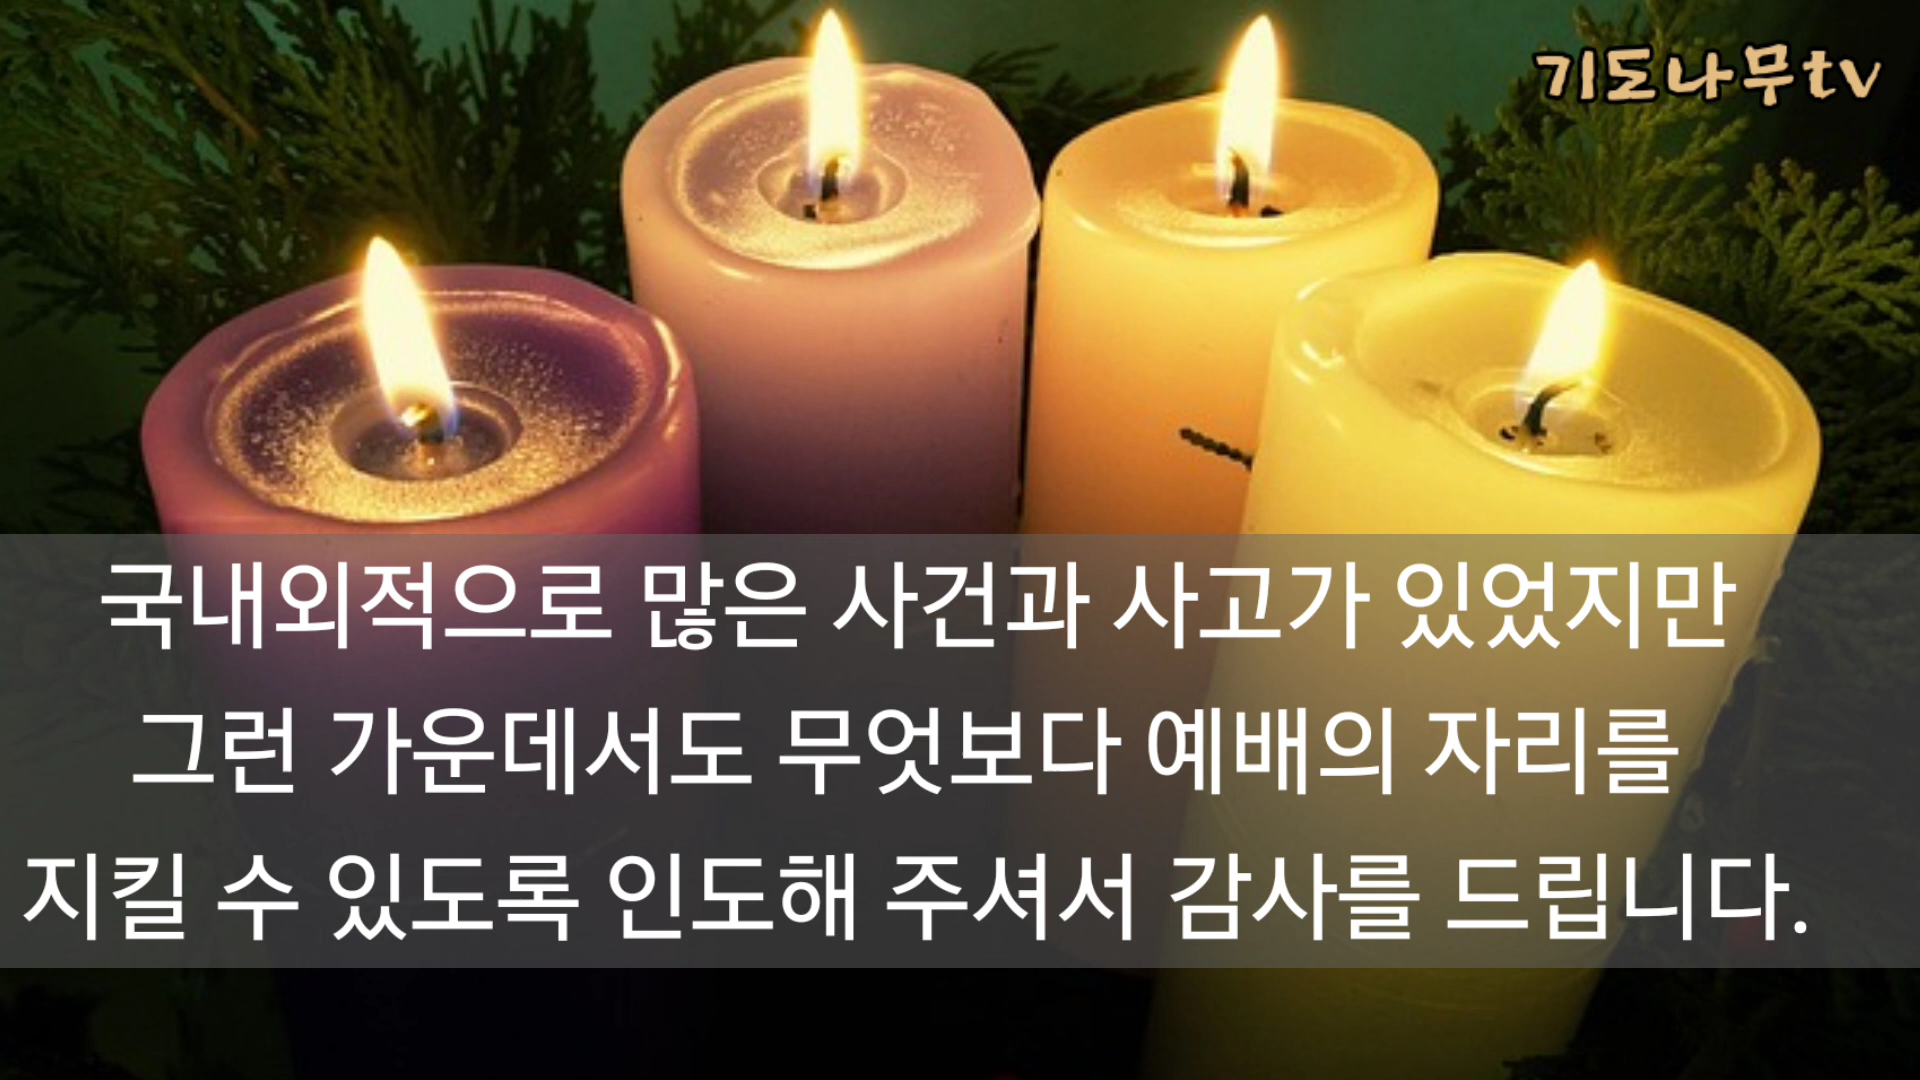 기도나무tv
국내외적으로 많은 사건과 사고가 있었지만
그런 가운데서도 무엇보다 예배의 자리를
지킬 수 있도록 인도해 주셔서 감사를 드립니다.